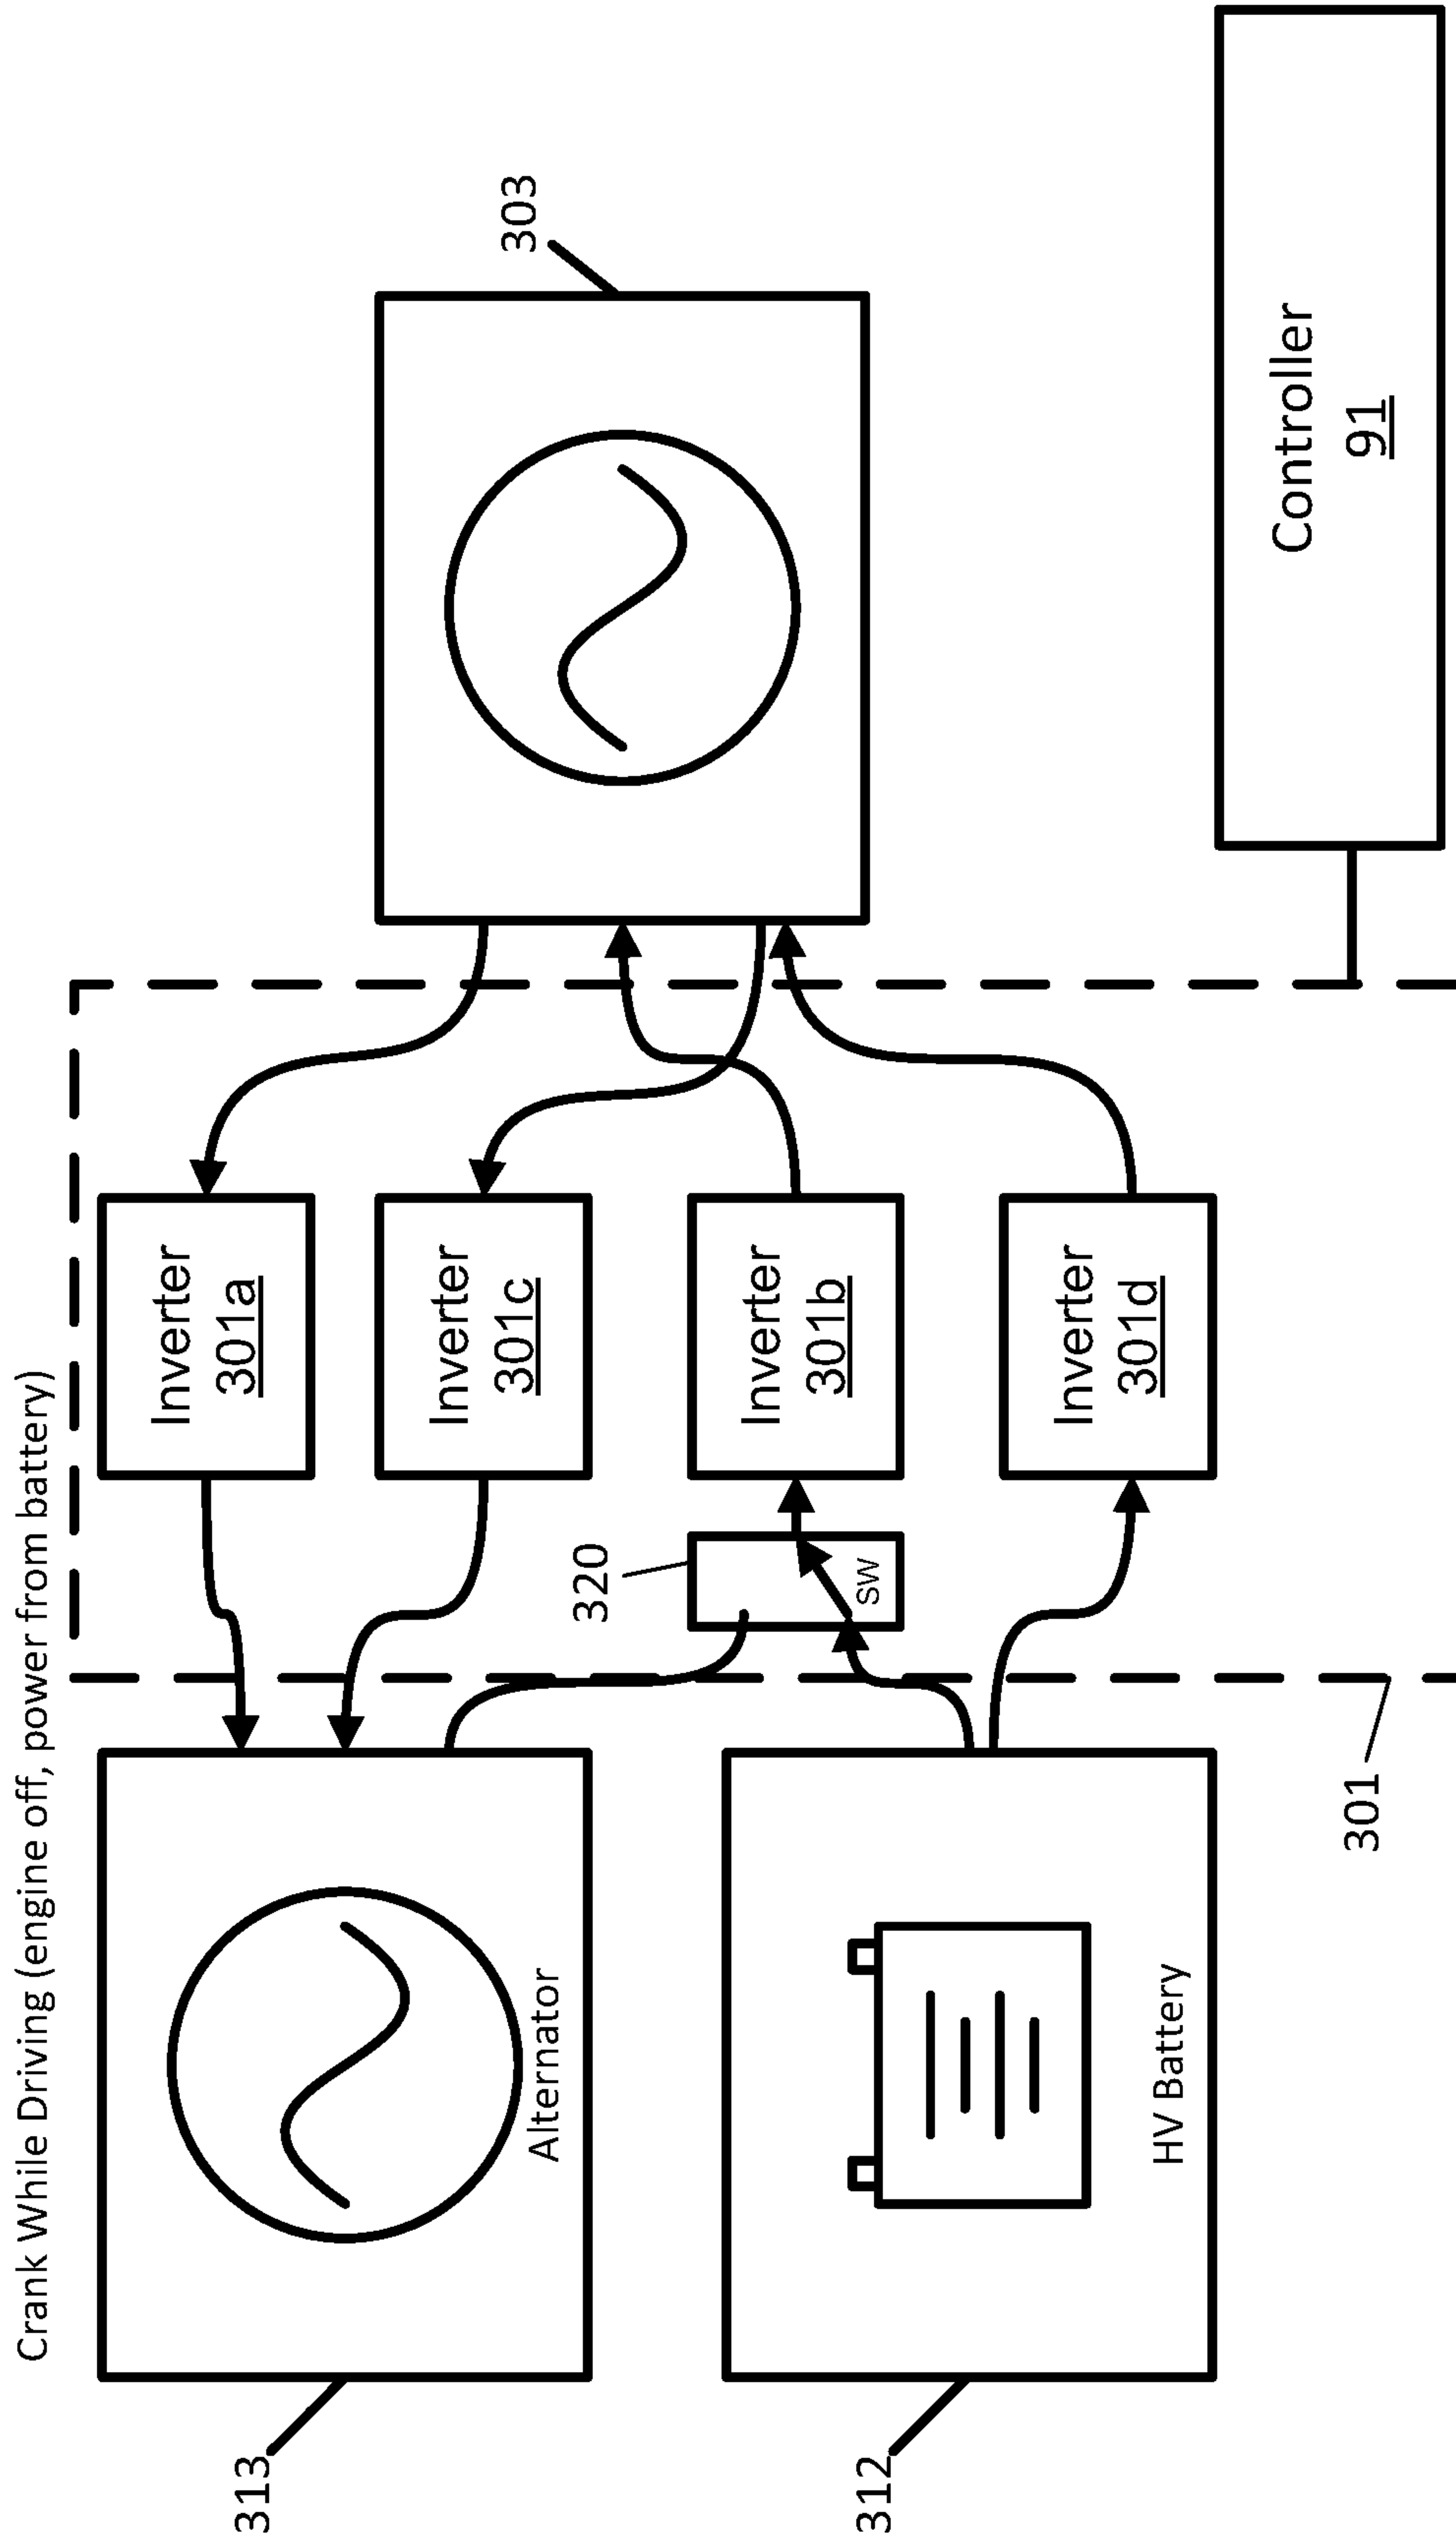 Crank While Driving (engine off, power from battery)
313
Alternator
312
HV Battery
301
320
SW
Inverter
301a
Inverter
301c
Inverter
301b
Inverter
301d
303
Controller
91